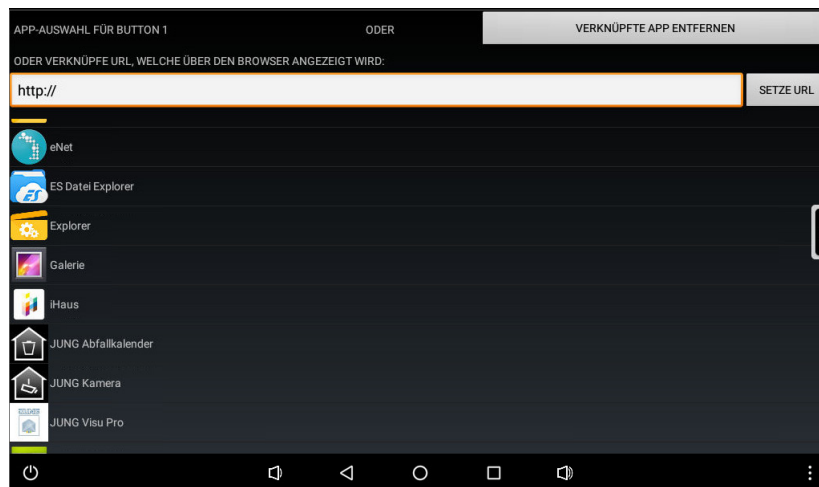 APP-AUSWAHL FÜR BUTTON 1 ODER VERKNÜPFTE APP ENTFERNEN
ODER VERKNÜPFE URL, WELCHE ÜBER DEN BROWSER ANGEZEIGT WIRD:
http:// SETZE URL
eNet
ES Datei Explorer
Explorer
Galerie
iHaus
JUNG Abfallkalender
JUNG Kamera
JUNG Visu Pro